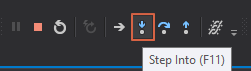 Step Into (F11)